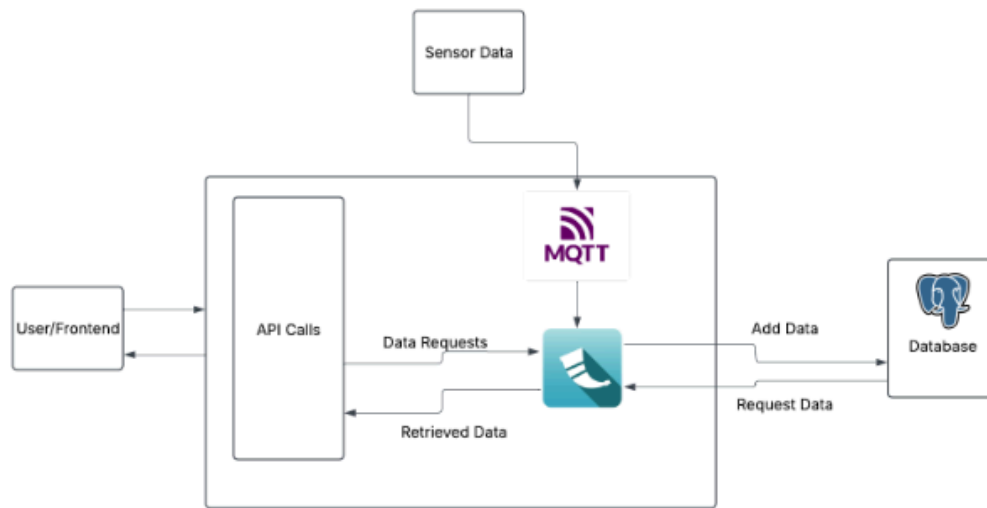 Sensor Data
MQTT
User/Frontend
API Calls
Data Requests
Retrieved Data
Add Data
Request Data
Database